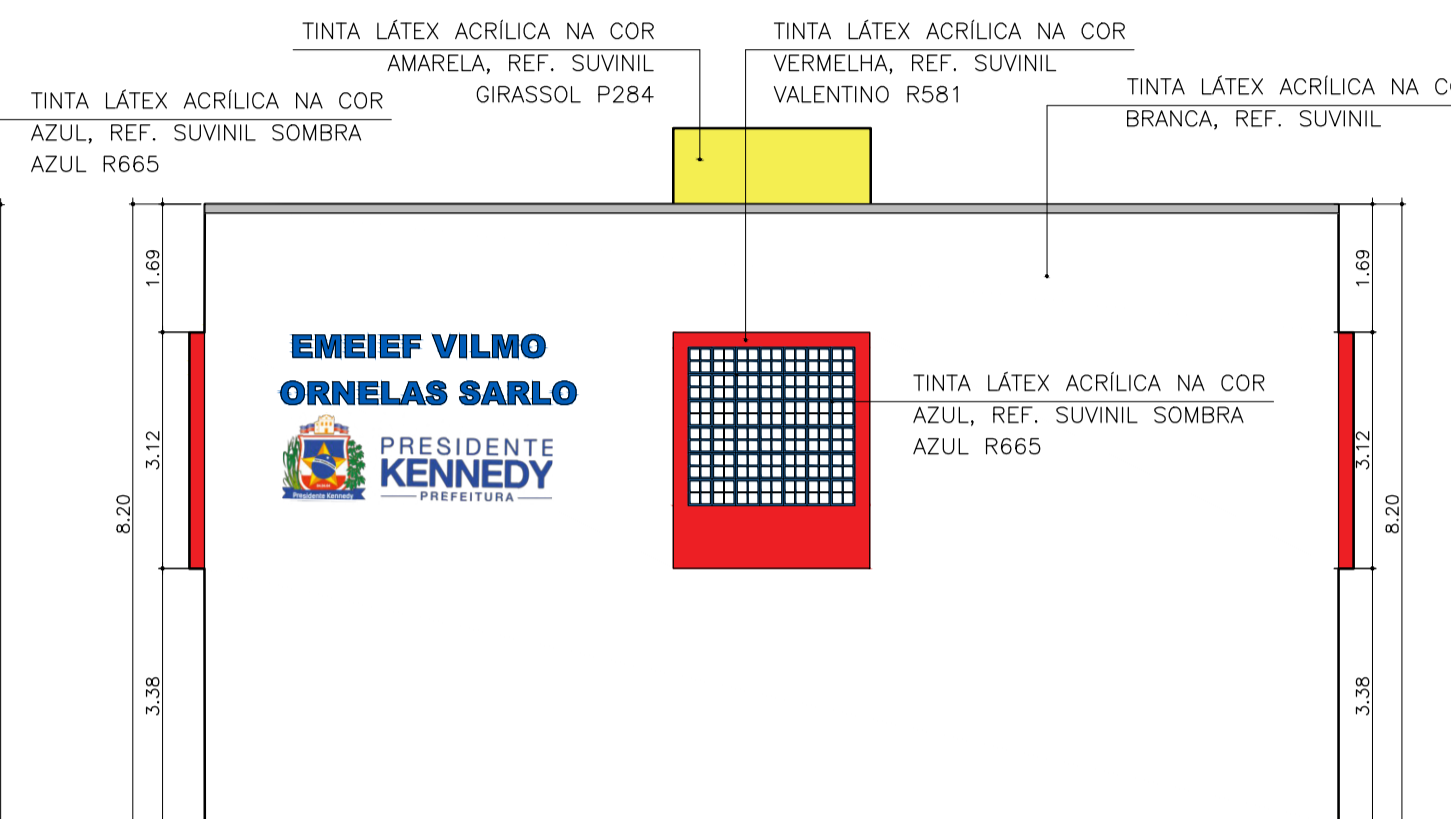 TINTA LÁTEX ACRÍLICA NA COR
AMARELA, REF. SUVINIL
GIRASSOL P284
TINTA LÁTEX ACRÍLICA NA COR
VERMELHA, REF. SUVINIL
VALENTINO R581
TINTA LÁTEX ACRÍLICA NA CO
BRANCA, REF. SUVINIL
TINTA LÁTEX ACRÍLICA NA COR
AZUL, REF. SUVINIL SOMBRA
AZUL R665
1.69
3.12
8.20
3.38
EMEIEF VILMO
ORNELAS SARLO
Presidente Kennedy
PRESIDENTE
KENNEDY
PREFEITURA
TINTA LÁTEX ACRÍLICA NA COR
AZUL, REF. SUVINIL SOMBRA
AZUL R665
1.69
3.12
8.20
3.38